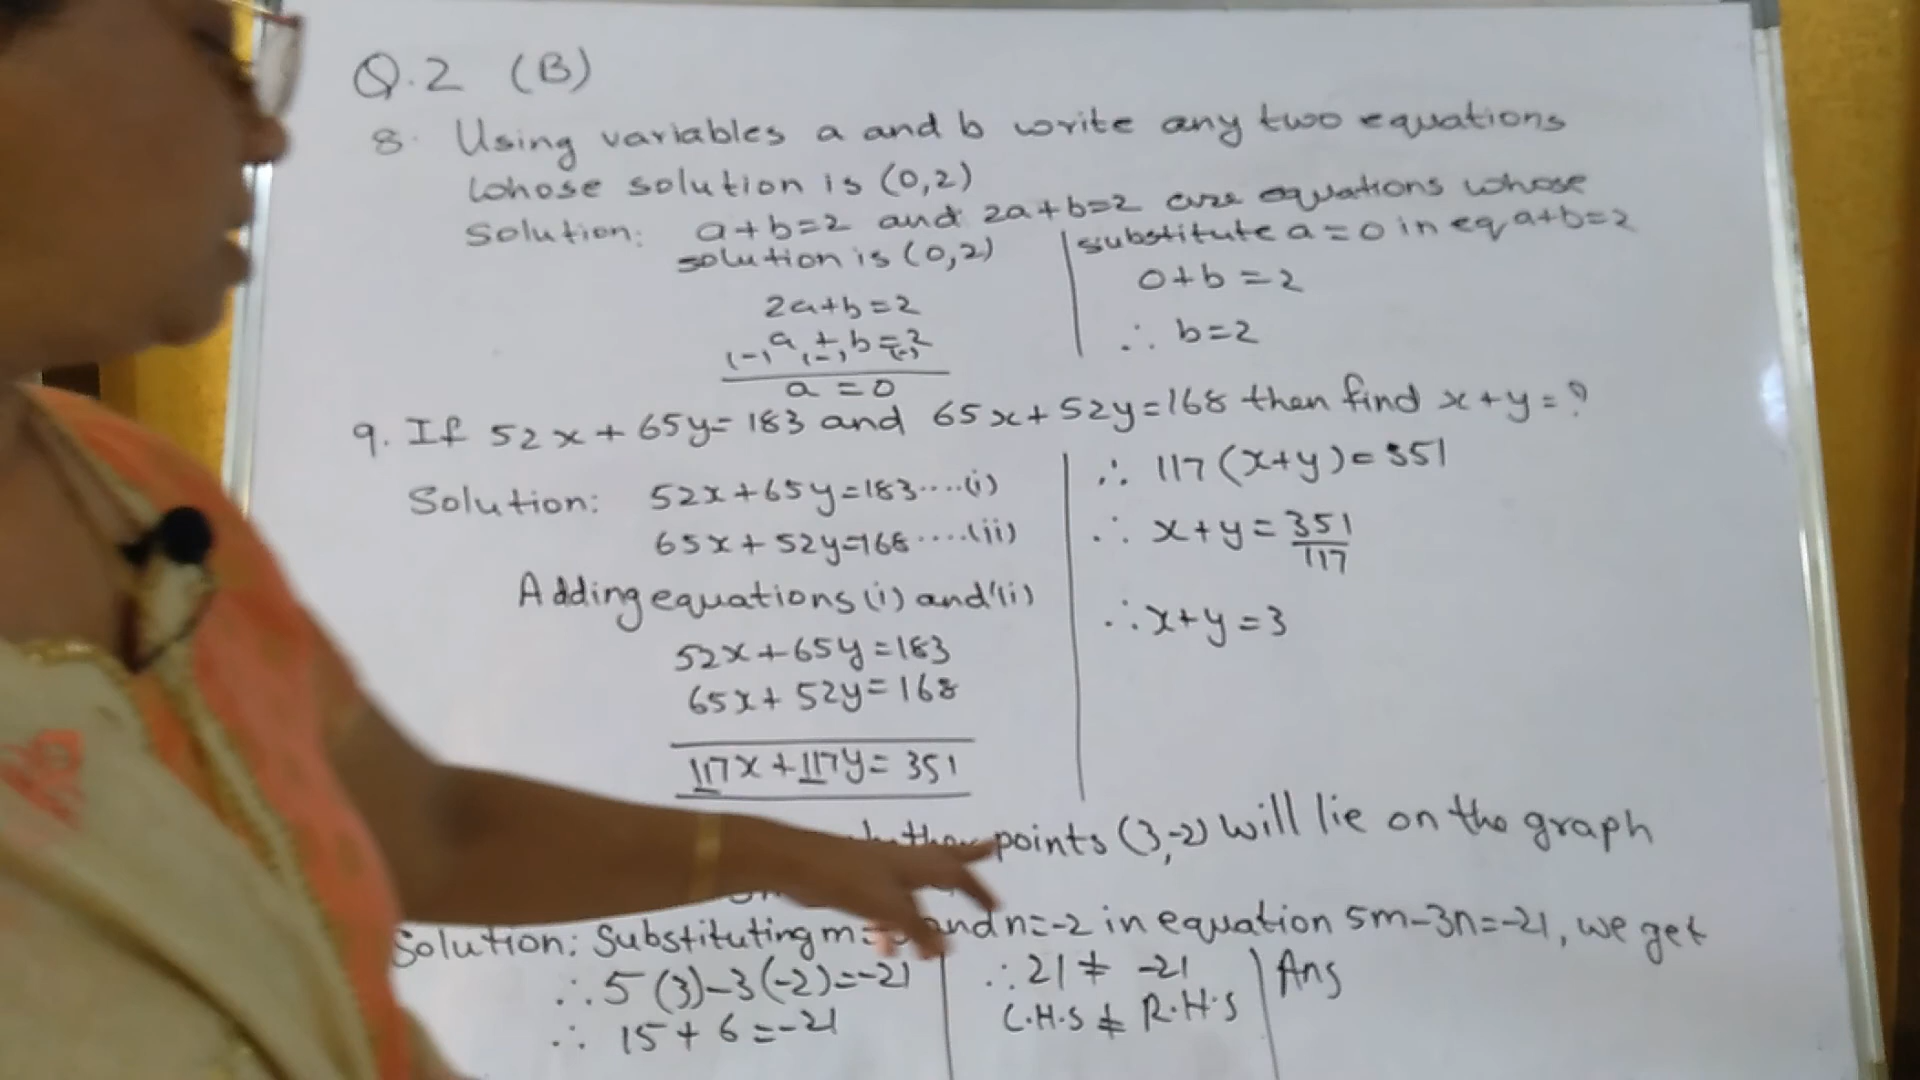 Q.2 (B)
8. Using variables a and b write any two equations
whose solution is (0,2)
Solution: a+b=2 and 2a+b=2 are equations whose
solution is (0,2)
2a+b=2
a + b = 2
(-) (-) (-)
a = 0
substitute a = 0 in eq a+b=2
0+b = 2
∴ b=2
9. If 52x + 65y= 183 and 65x + 52y=168 then find x+y=?
Solution: 52x+65y=183....(i)
65x + 52y=168....(ii)
Adding equations (i) and (ii)
52x+65y=183
65x+ 52y= 168
117x + 117y= 351
∴ 117 (x+y) = 351
∴ x+y = 351/117
∴ x+y = 3
points (3,-2) will lie on the graph
Solution: Substituting m= and n=-2 in equation 5m-3n=-21, we get
∴ 5 (3)-3(-2)=-21
∴ 15 + 6 =-21
∴ 21 ≠ -21
L.H.S ≠ R.H.S
Ans